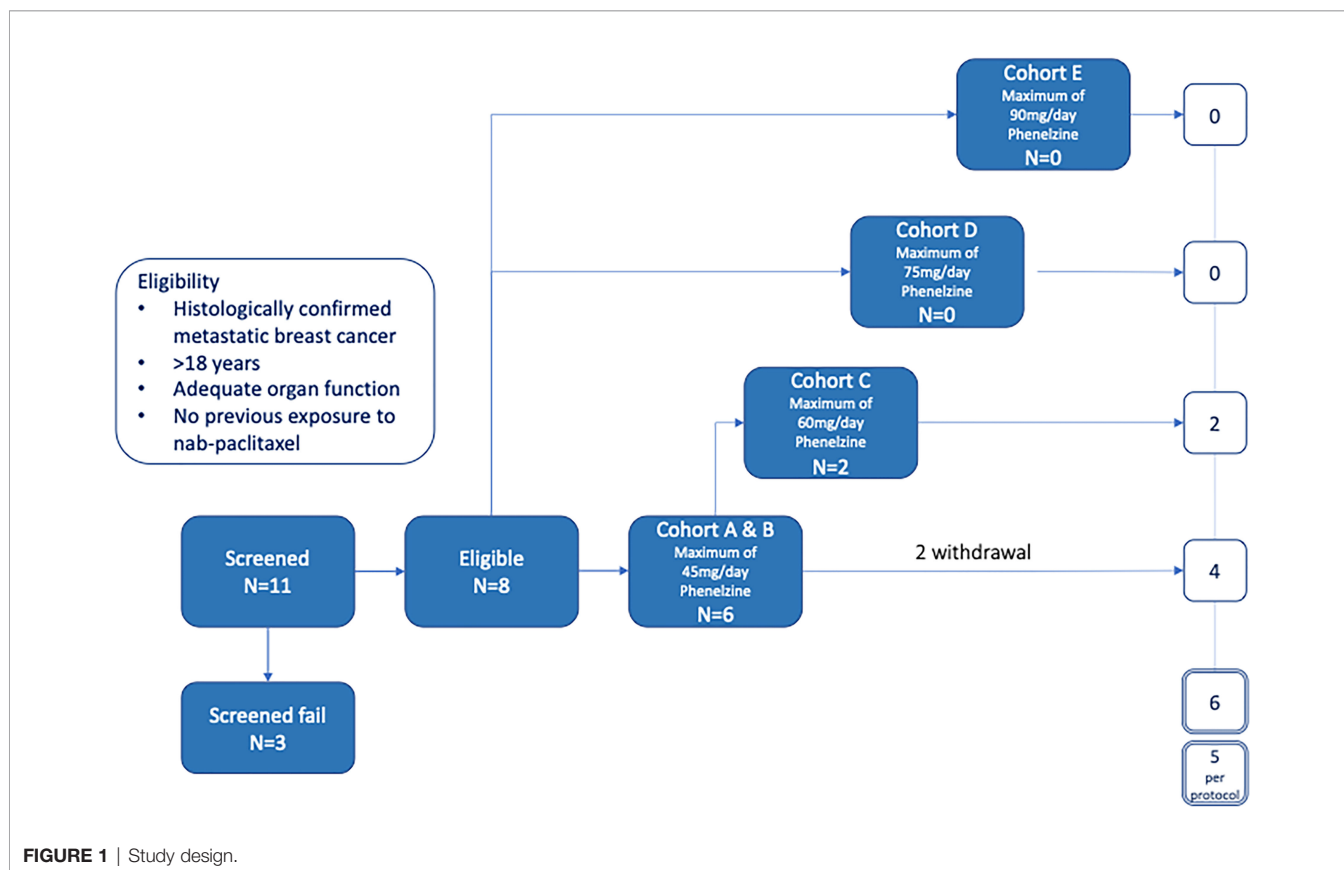 Cohort E
Maximum of
90mg/day
Phenelzine
N=0
0
Cohort D
Maximum of
75mg/day
Phenelzine
N=0
0
Eligibility
• Histologically confirmed
metastatic breast cancer
• >18 years
• Adequate organ function
• No previous exposure to
nab-paclitaxel
Cohort C
Maximum of
60mg/day
Phenelzine
N=2
2
Screened
N=11
Eligible
N=8
Cohort A & B
Maximum of
45mg/day
Phenelzine
N=6
2 withdrawal
4
Screened fail
N=3
6
5
per
protocol
FIGURE 1 | Study design.